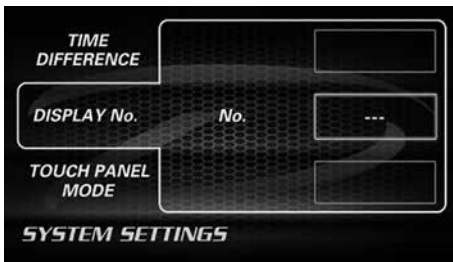 TIME
DIFFERENCE
DISPLAY No. No. ---
TOUCH PANEL
MODE
SYSTEM SETTINGS